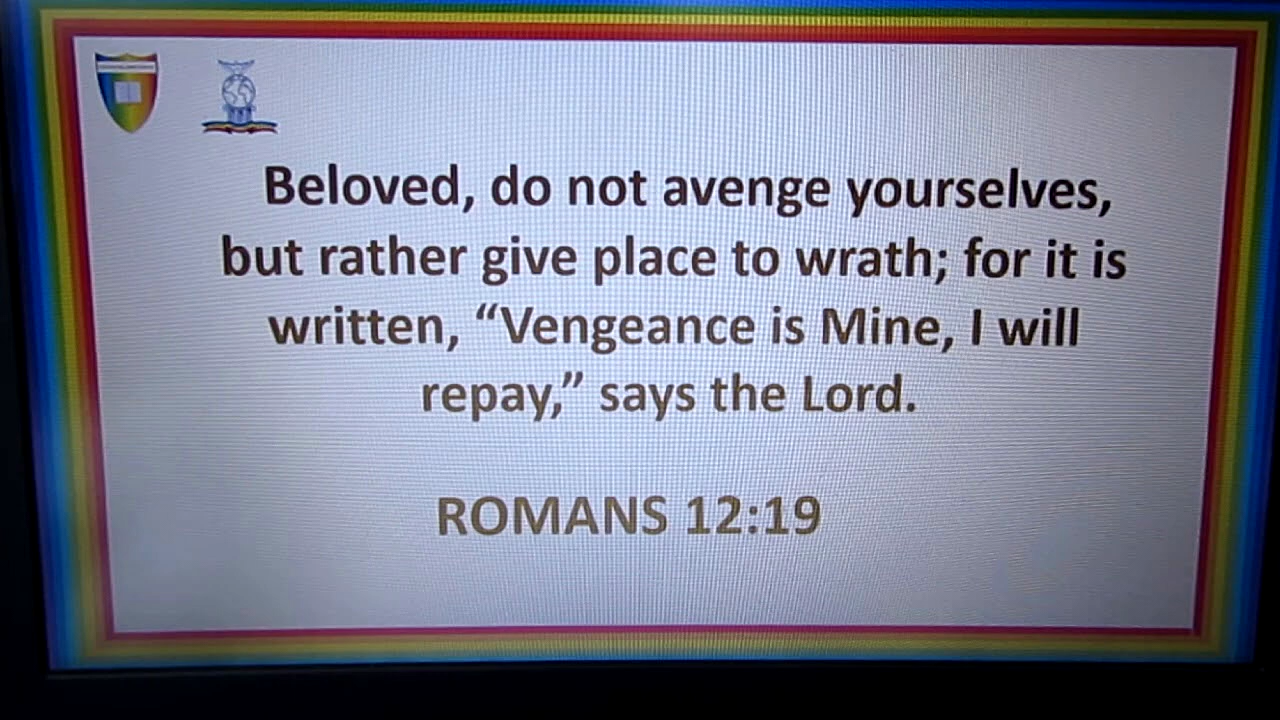 Beloved, do not avenge yourselves,
but rather give place to wrath; for it is
written, “Vengeance is Mine, I will
repay,” says the Lord.
ROMANS 12:19